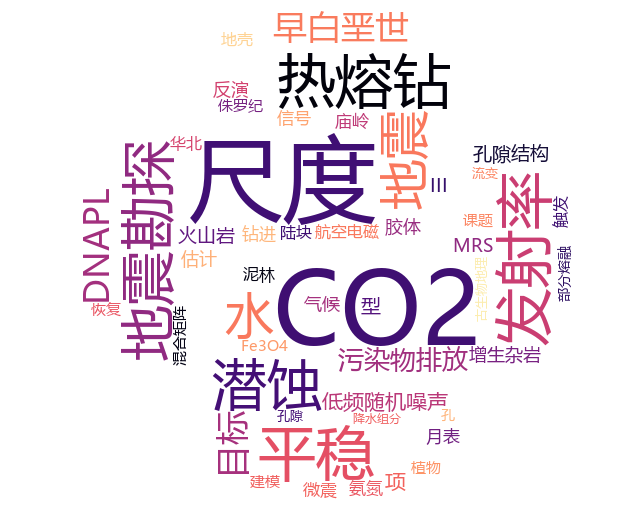 早白垩世
地壳
热熔钻
反演
侏罗纪
信号
庙岭
地震
华北
尺度
孔隙结构
流变
III
地震勘探
DNAPL
发射率
触发
课题
火山岩
钻进
陆块
航空电磁
胶体
MRS
估计
泥林
部分熔融
CO2
水
气候
型
恢复
混合矩阵
Fe3O4
污染物排放
增生杂岩
潜蚀
低频随机噪声
孔隙
降水组分
孔
目标
平稳
月表
植物
建模
微震
氨氮
项